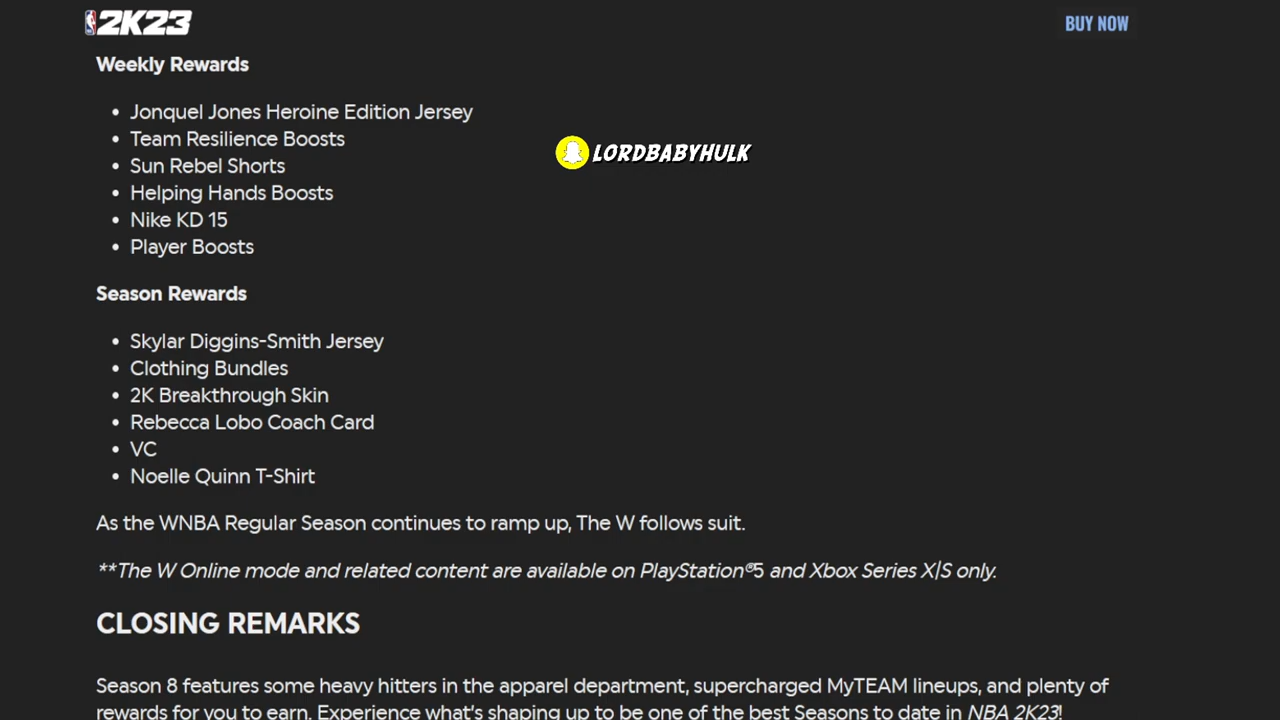 2K23
BUY NOW
Weekly Rewards
• Jonquel Jones Heroine Edition Jersey
• Team Resilience Boosts
LORDBABYHULK
• Sun Rebel Shorts
• Helping Hands Boosts
• Nike KD 15
• Player Boosts
Season Rewards
• Skylar Diggins-Smith Jersey
• Clothing Bundles
• 2K Breakthrough Skin
• Rebecca Lobo Coach Card
• VC
• Noelle Quinn T-Shirt
As the WNBA Regular Season continues to ramp up, The W follows suit.
**The W Online mode and related content are available on PlayStation®5 and Xbox Series X|S only.
CLOSING REMARKS
Season 8 features some heavy hitters in the apparel department, supercharged MyTEAM lineups, and plenty of
rewards for you to earn. Experience what's shaping up to be one of the best Seasons to date in NBA 2K23!